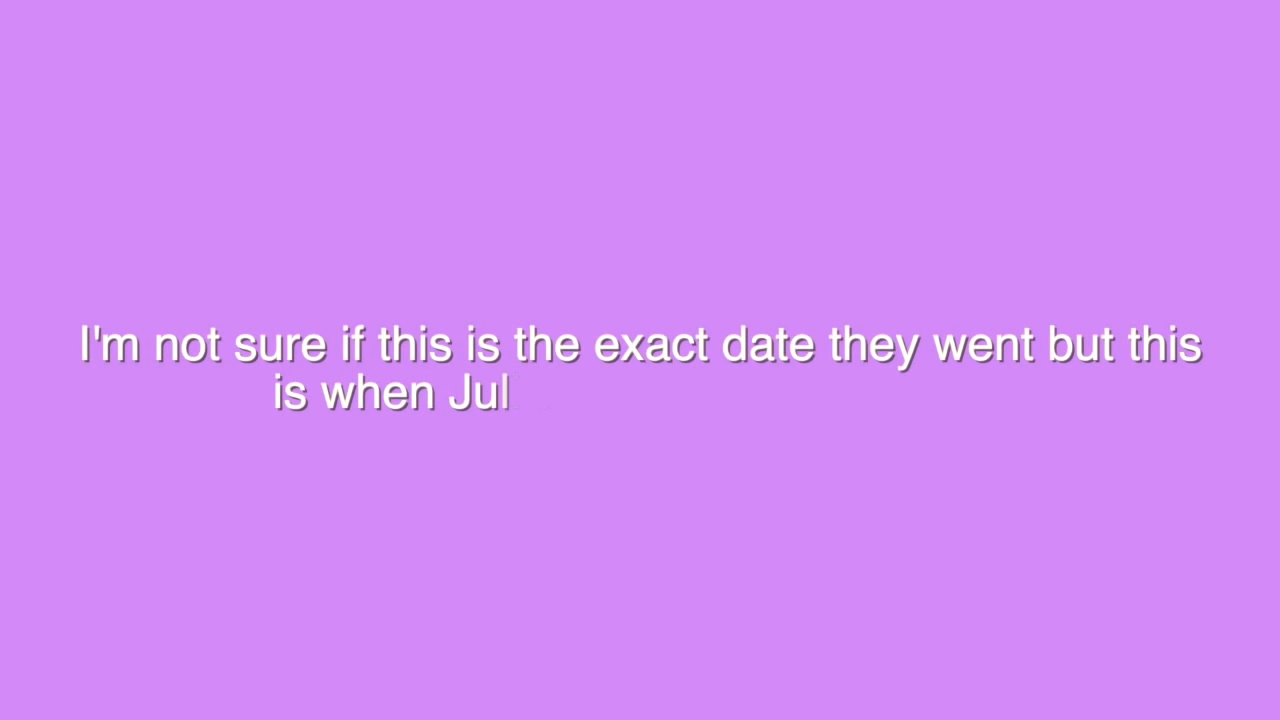 I'm not sure if this is the exact date they went but this
is when Jul